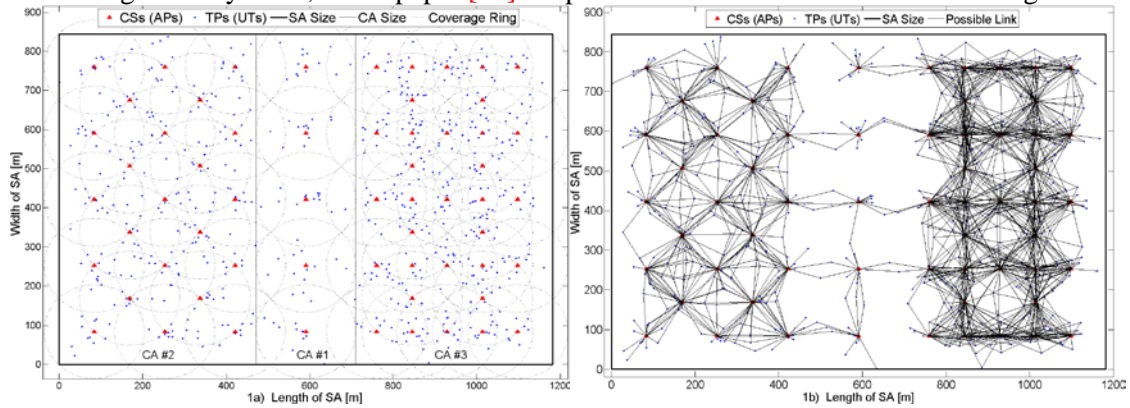 CSs (APs) TPs (UTs) SA Size CA Size Coverage Ring
900
800
700
600
500
400
300
200
100
0
Width of SA [m]
CA #2 CA #1 CA #3
0 200 400 600 800 1000 1200
1a) Length of SA [m]
CSs (APs) TPs (UTs) SA Size Possible Link
900
800
700
600
500
400
300
200
100
0
Width of SA [m]
0 200 400 600 800 1000 1200
1b) Length of SA [m]